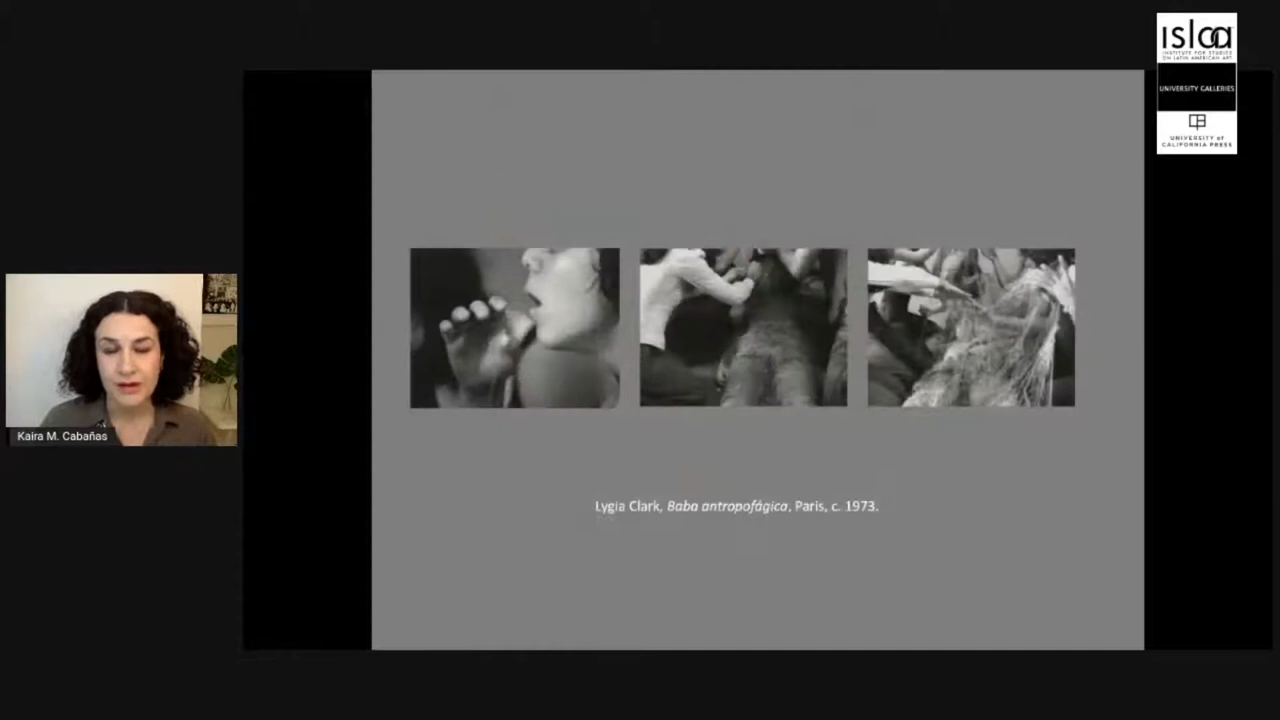 islaa
INSTITUTE FOR STUDIES
ON LATIN AMERICAN ART
UNIVERSITY GALLERIES
UNIVERSITY of
CALIFORNIA PRESS
Kaira M. Cabañas
Lygia Clark, Baba antropofágica, Paris, c. 1973.